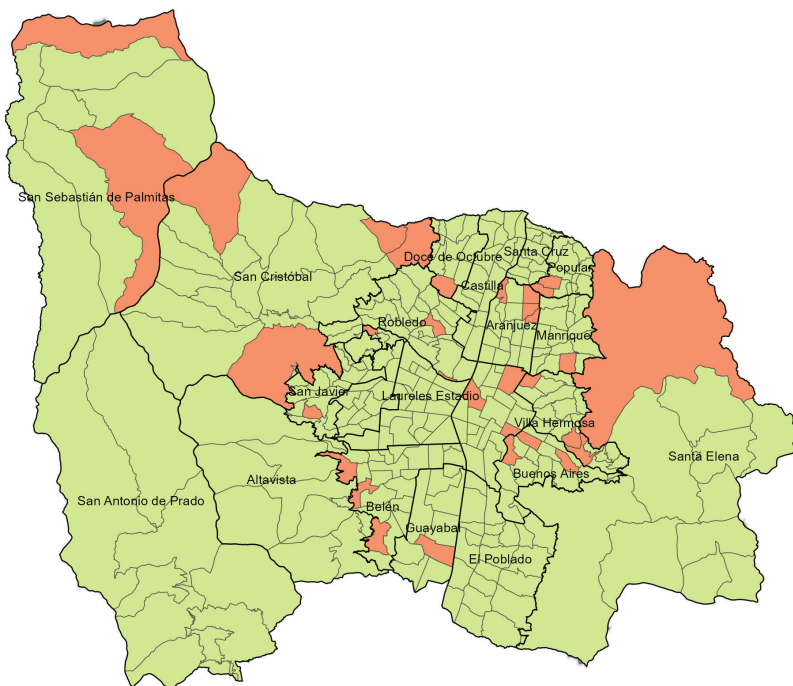 San Sebastián de Palmitas
Doce de Octubre
Santa Cruz
Popular
San Cristóbal
Castilla
Robledo
Aranjuez
Manrique
San Javier
Laureles Estadio
Villa Hermosa
Santa Elena
Buenos Aires
Altavista
San Antonio de Prado
Belén
Guayabal
El Poblado